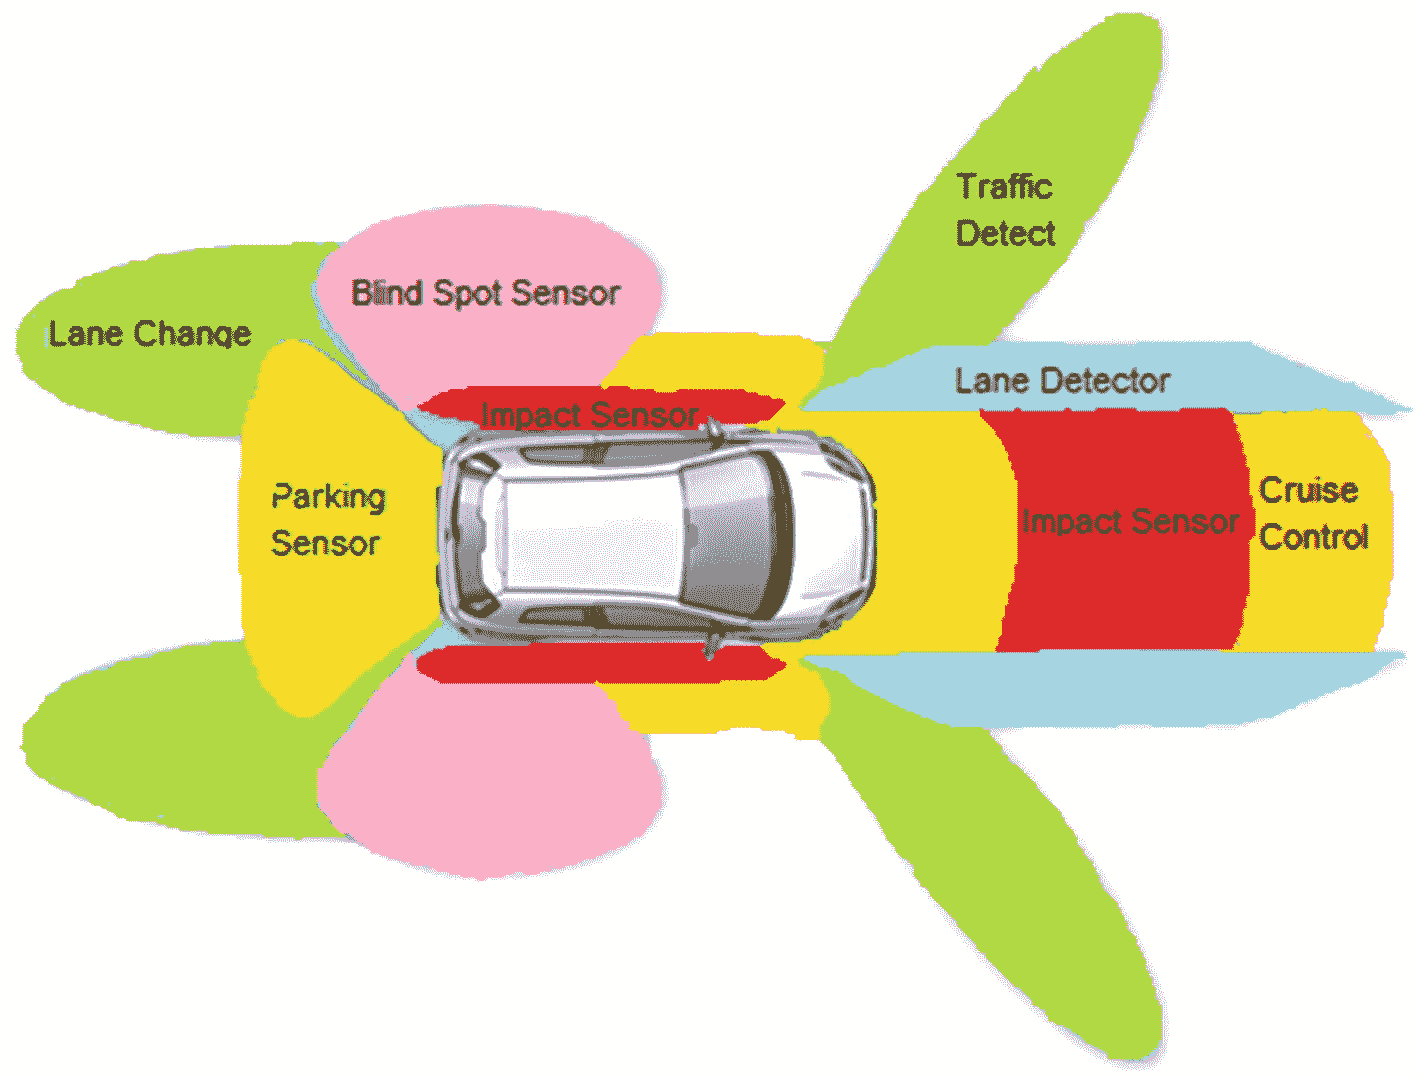 Traffic
Detect
Blind Spot Sensor
Lane Change
Lane Detector
Impact Sensor
Parking
Sensor
Impact Sensor
Cruise
Control